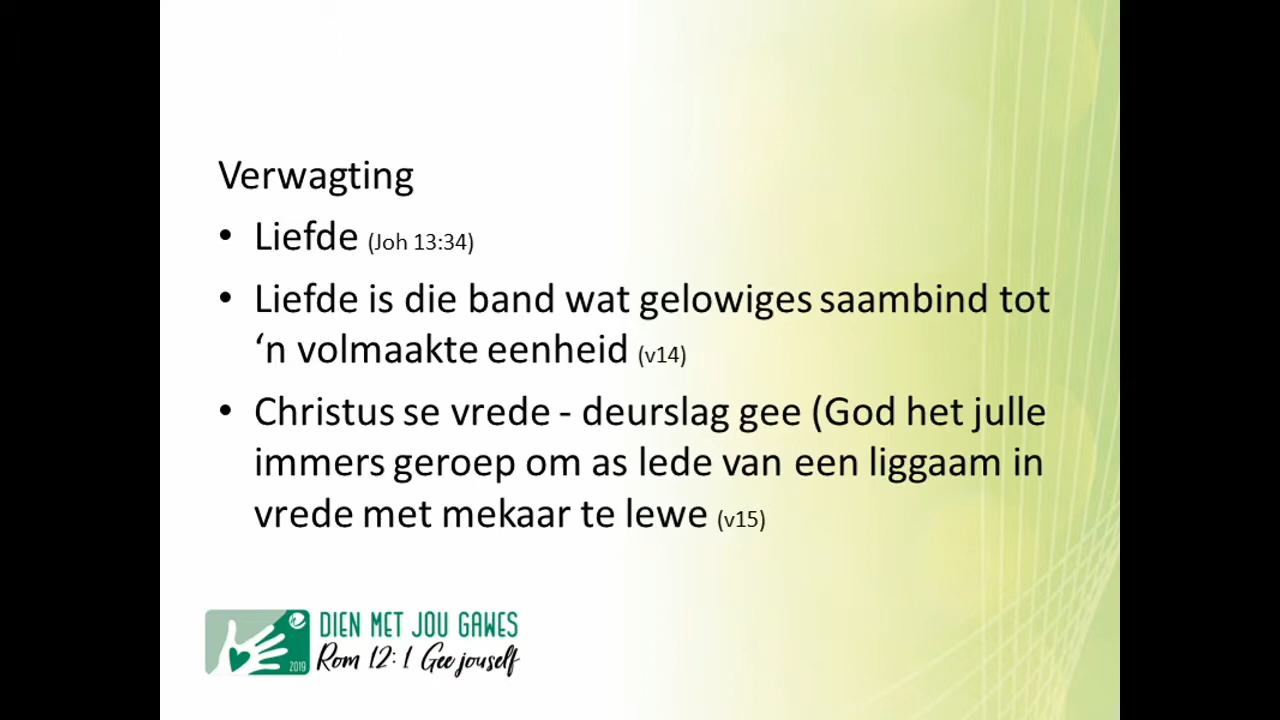 Verwagting
• Liefde (Joh 13:34)
• Liefde is die band wat gelowiges saambind tot
‘n volmaakte eenheid (v14)
• Christus se vrede - deurslag gee (God het julle
immers geroep om as lede van een liggaam in
vrede met mekaar te lewe (v15)
DIEN MET JOU GAWES
2019
Rom 12:1 Gee jouself